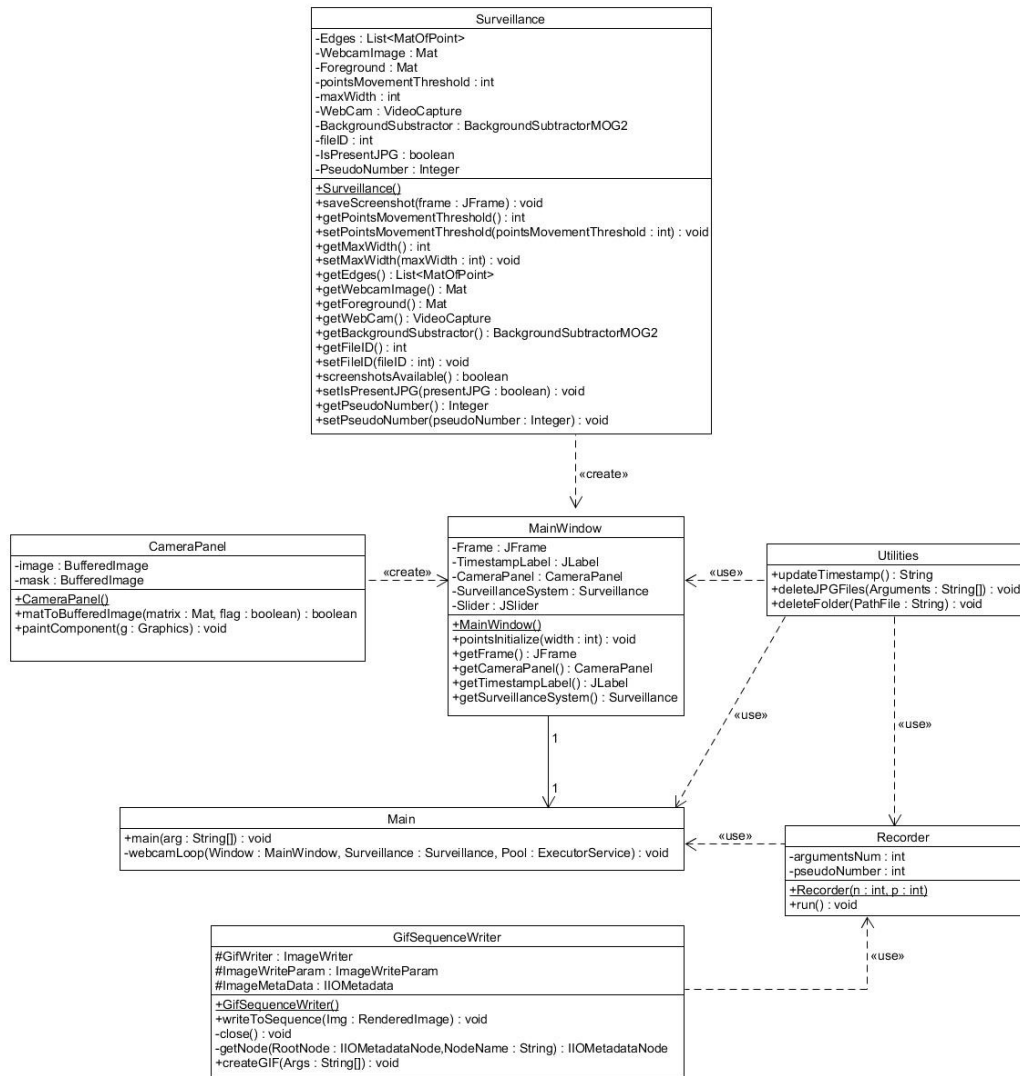 Surveillance
-Edges : List<MatOfPoint>
-WebcamImage : Mat
-Foreground : Mat
-pointsMovementThreshold : int
-maxWidth : int
-WebCam : VideoCapture
-BackgroundSubstractor : BackgroundSubtractorMOG2
-fileID : int
-IsPresentJPG : boolean
-PseudoNumber : Integer
+Surveillance()
+saveScreenshot(frame : JFrame) : void
+getPointsMovementThreshold() : int
+setPointsMovementThreshold(pointsMovementThreshold : int) : void
+getMaxWidth() : int
+setMaxWidth(maxWidth : int) : void
+getEdges() : List<MatOfPoint>
+getWebcamImage() : Mat
+getForeground() : Mat
+getWebCam() : VideoCapture
+getBackgroundSubstractor() : BackgroundSubtractorMOG2
+getFileID() : int
+setFileID(fileID : int) : void
+screenshotsAvailable() : boolean
+setIsPresentJPG(presentJPG : boolean) : void
+getPseudoNumber() : Integer
+setPseudoNumber(pseudoNumber : Integer) : void
«create»
CameraPanel
-image : BufferedImage
-mask : BufferedImage
+CameraPanel()
+matToBufferedImage(matrix : Mat, flag : boolean) : boolean
+paintComponent(g : Graphics) : void
«create»
MainWindow
-Frame : JFrame
-TimestampLabel : JLabel
-CameraPanel : CameraPanel
-SurveillanceSystem : Surveillance
-Slider : JSlider
+MainWindow()
+pointsInitialize(width : int) : void
+getFrame() : JFrame
+getCameraPanel() : CameraPanel
+getTimestampLabel() : JLabel
+getSurveillanceSystem() : Surveillance
«use»
Utilities
+updateTimestamp() : String
+deleteJPGFiles(Arguments : String[]) : void
+deleteFolder(PathFile : String) : void
«use»
«use»
1
1
Main
+main(arg : String[]) : void
-webcamLoop(Window : MainWindow, Surveillance : Surveillance, Pool : ExecutorService) : void
«use»
Recorder
-argumentsNum : int
-pseudoNumber : int
+Recorder(n : int, p : int)
+run() : void
«use»
GifSequenceWriter
#GifWriter : ImageWriter
#ImageWriteParam : ImageWriteParam
#ImageMetaData : IIOMetadata
+GifSequenceWriter()
+writeToSequence(Img : RenderedImage) : void
-close() : void
-getNode(RootNode : IIOMetadataNode,NodeName : String) : IIOMetadataNode
+createGIF(Args : String[]) : void